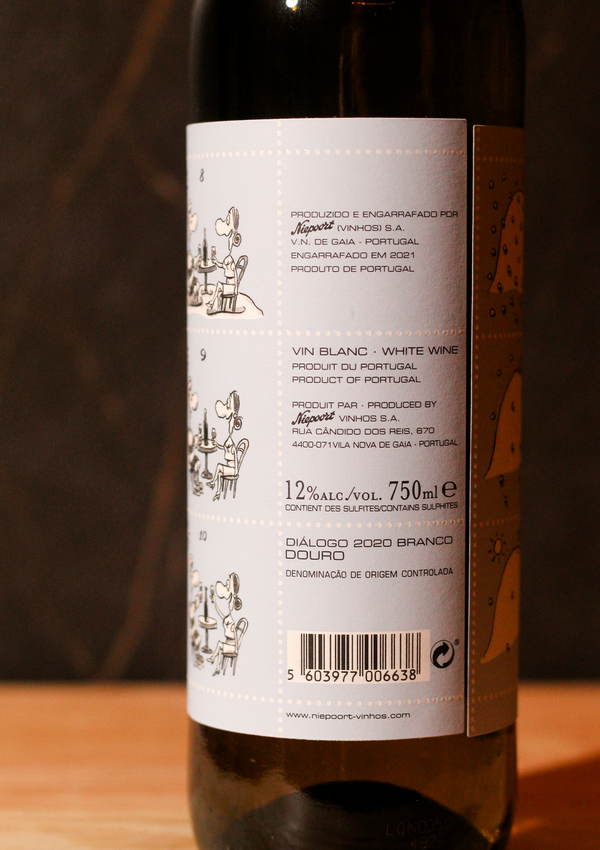 8
PRODUZIDO E ENGARRAFADO POR
Niepoort (VINHOS) S.A.
V.N. DE GAIA - PORTUGAL
ENGARRAFADO EM 2021
PRODUTO DE PORTUGAL
9
VIN BLANC · WHITE WINE
PRODUIT DU PORTUGAL
PRODUCT OF PORTUGAL
PRODUIT PAR · PRODUCED BY
Niepoort VINHOS S.A.
RUA CÂNDIDO DOS REIS, 670
4400-071 VILA NOVA DE GAIA - PORTUGAL
12%ALC./VOL. 750ml e
CONTIENT DES SULFITES/CONTAINS SULPHITES
10
DIÁLOGO 2020 BRANCO
DOURO
DENOMINAÇÃO DE ORIGEM CONTROLADA
5 603977 006638
www.niepoort-vinhos.com